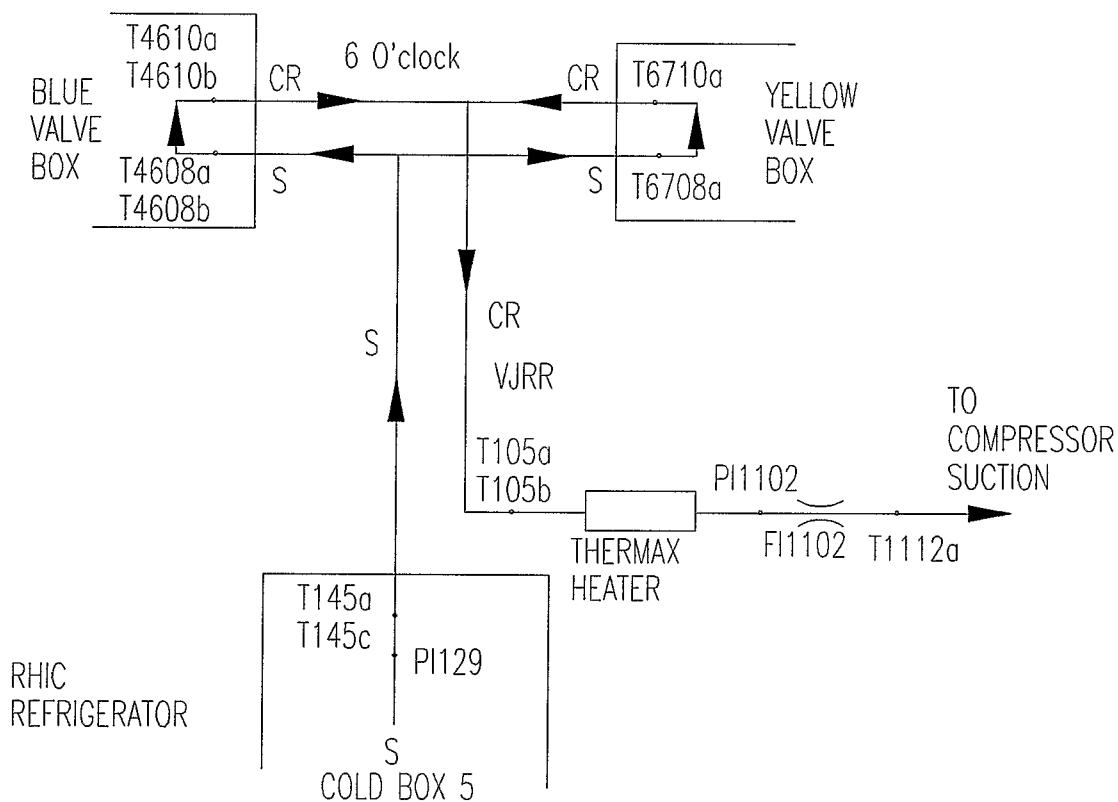 T4610a
T4610b
CR
6 O'clock
CR
T6710a
BLUE
VALVE
BOX
YELLOW
VALVE
BOX
T4608a
T4608b
S
S
T6708a
S
CR
VJRR
T105a
T105b
PI1102
TO
COMPRESSOR
SUCTION
THERMAX
HEATER
FI1102
T1112a
T145a
T145c
PI129
RHIC
REFRIGERATOR
S
COLD BOX 5